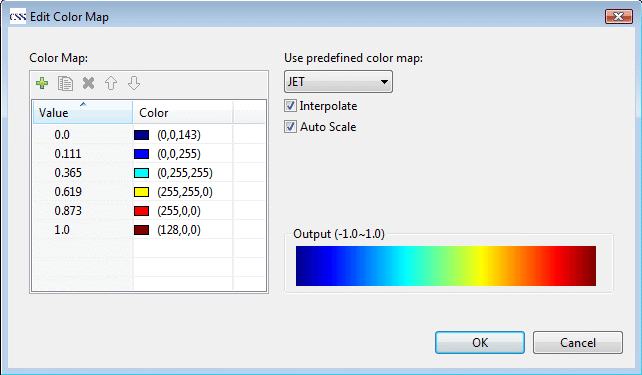 CSS Edit Color Map
Color Map:
Use predefined color map:
JET
Value Color
0.0 (0,0,143)
0.111 (0,0,255)
0.365 (0,255,255)
0.619 (255,255,0)
0.873 (255,0,0)
1.0 (128,0,0)
Interpolate
Auto Scale
Output (-1.0~1.0)
OK
Cancel